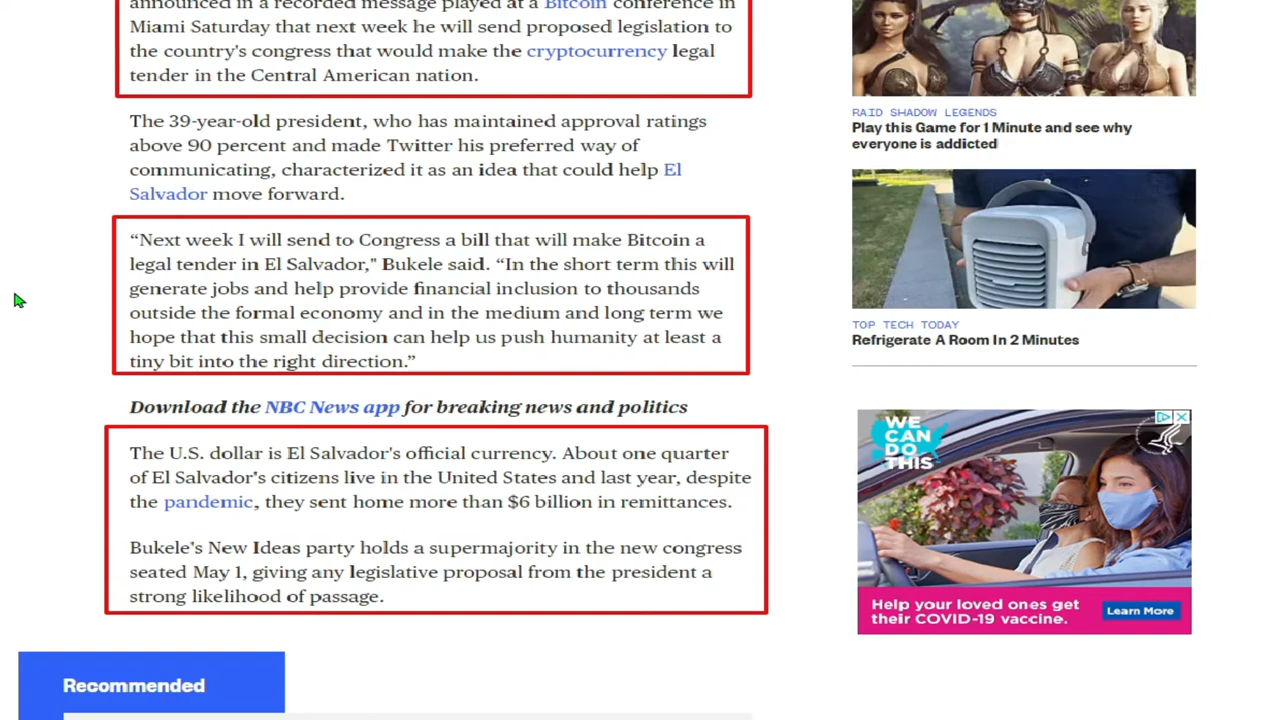 announced in a recorded message played at a Bitcoin conference in
Miami Saturday that next week he will send proposed legislation to
the country's congress that would make the cryptocurrency legal
tender in the Central American nation.
The 39-year-old president, who has maintained approval ratings
above 90 percent and made Twitter his preferred way of
communicating, characterized it as an idea that could help El
Salvador move forward.
“Next week I will send to Congress a bill that will make Bitcoin a
legal tender in El Salvador," Bukele said. “In the short term this will
generate jobs and help provide financial inclusion to thousands
outside the formal economy and in the medium and long term we
hope that this small decision can help us push humanity at least a
tiny bit into the right direction.”
Download the NBC News app for breaking news and politics
The U.S. dollar is El Salvador's official currency. About one quarter
of El Salvador's citizens live in the United States and last year, despite
the pandemic, they sent home more than $6 billion in remittances.
Bukele's New Ideas party holds a supermajority in the new congress
seated May 1, giving any legislative proposal from the president a
strong likelihood of passage.
Recommended
RAID SHADOW LEGENDS
Play this Game for 1 Minute and see why
everyone is addicted
TOP TECH TODAY
Refrigerate A Room In 2 Minutes
WE
CAN
DO
THIS
Help your loved ones get
their COVID-19 vaccine.
Learn More